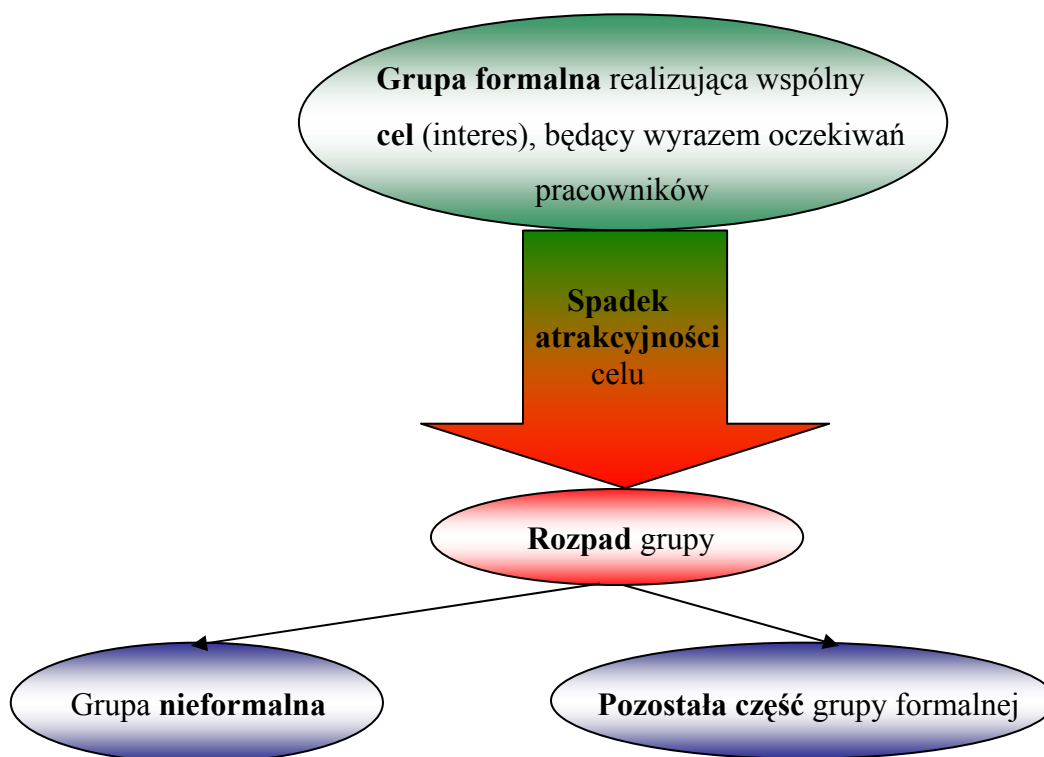 Grupa formalna realizująca wspólny
cel (interes), będący wyrazem oczekiwań
pracowników
Spadek
atrakcyjności
celu
Rozpad grupy
Grupa nieformalna
Pozostała część grupy formalnej